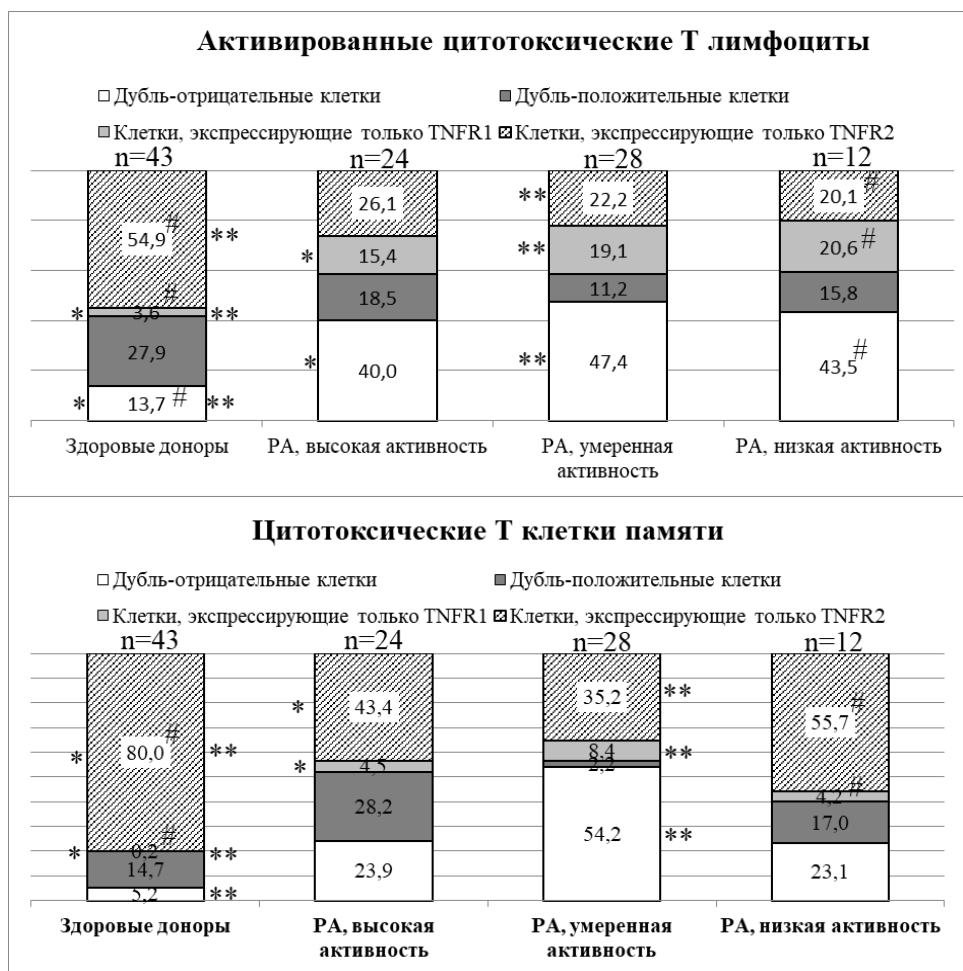 Активированные цитотоксические Т лимфоциты
Дубль-отрицательные клетки Дубль-положительные клетки
Клетки, экспрессирующие только TNFR1 Клетки, экспрессирующие только TNFR2
n=43 n=24 n=28 n=12
54,9# ** 26,1 ** 22,2 20,1#
* 3,6# ** * 15,4 ** 19,1 20,6#
27,9 18,5 11,2 15,8
* 13,7# ** * 40,0 ** 47,4 43,5#
Здоровые доноры РА, высокая активность РА, умеренная РА, низкая активность
активность
Цитотоксические Т клетки памяти
Дубль-отрицательные клетки Дубль-положительные клетки
Клетки, экспрессирующие только TNFR1 Клетки, экспрессирующие только TNFR2
n=43 n=24 n=28 n=12
* 80,0# ** * 43,4 35,2 ** 55,7#
* 0,2# ** * 4,5 8,4 ** 4,2#
14,7 28,2 2,2 17,0
5,2 ** 23,9 54,2 ** 23,1
Здоровые доноры РА, высокая РА, умеренная РА, низкая активность
активность активность